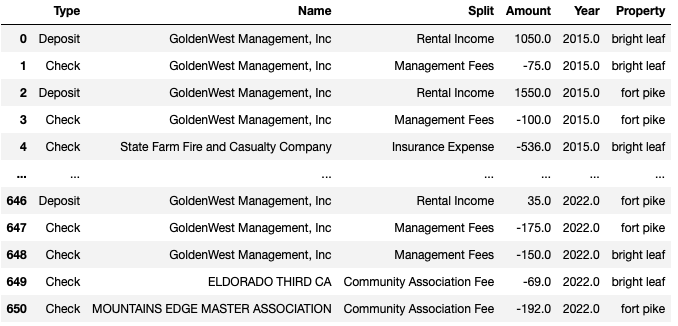 Type Name Split Amount Year Property
0 Deposit GoldenWest Management, Inc Rental Income 1050.0 2015.0 bright leaf
1 Check GoldenWest Management, Inc Management Fees -75.0 2015.0 bright leaf
2 Deposit GoldenWest Management, Inc Rental Income 1550.0 2015.0 fort pike
3 Check GoldenWest Management, Inc Management Fees -100.0 2015.0 fort pike
4 Check State Farm Fire and Casualty Company Insurance Expense -536.0 2015.0 bright leaf
... ... ... ... ... ... ...
646 Deposit GoldenWest Management, Inc Rental Income 35.0 2022.0 fort pike
647 Check GoldenWest Management, Inc Management Fees -175.0 2022.0 fort pike
648 Check GoldenWest Management, Inc Management Fees -150.0 2022.0 bright leaf
649 Check ELDORADO THIRD CA Community Association Fee -69.0 2022.0 bright leaf
650 Check MOUNTAINS EDGE MASTER ASSOCIATION Community Association Fee -192.0 2022.0 fort pike